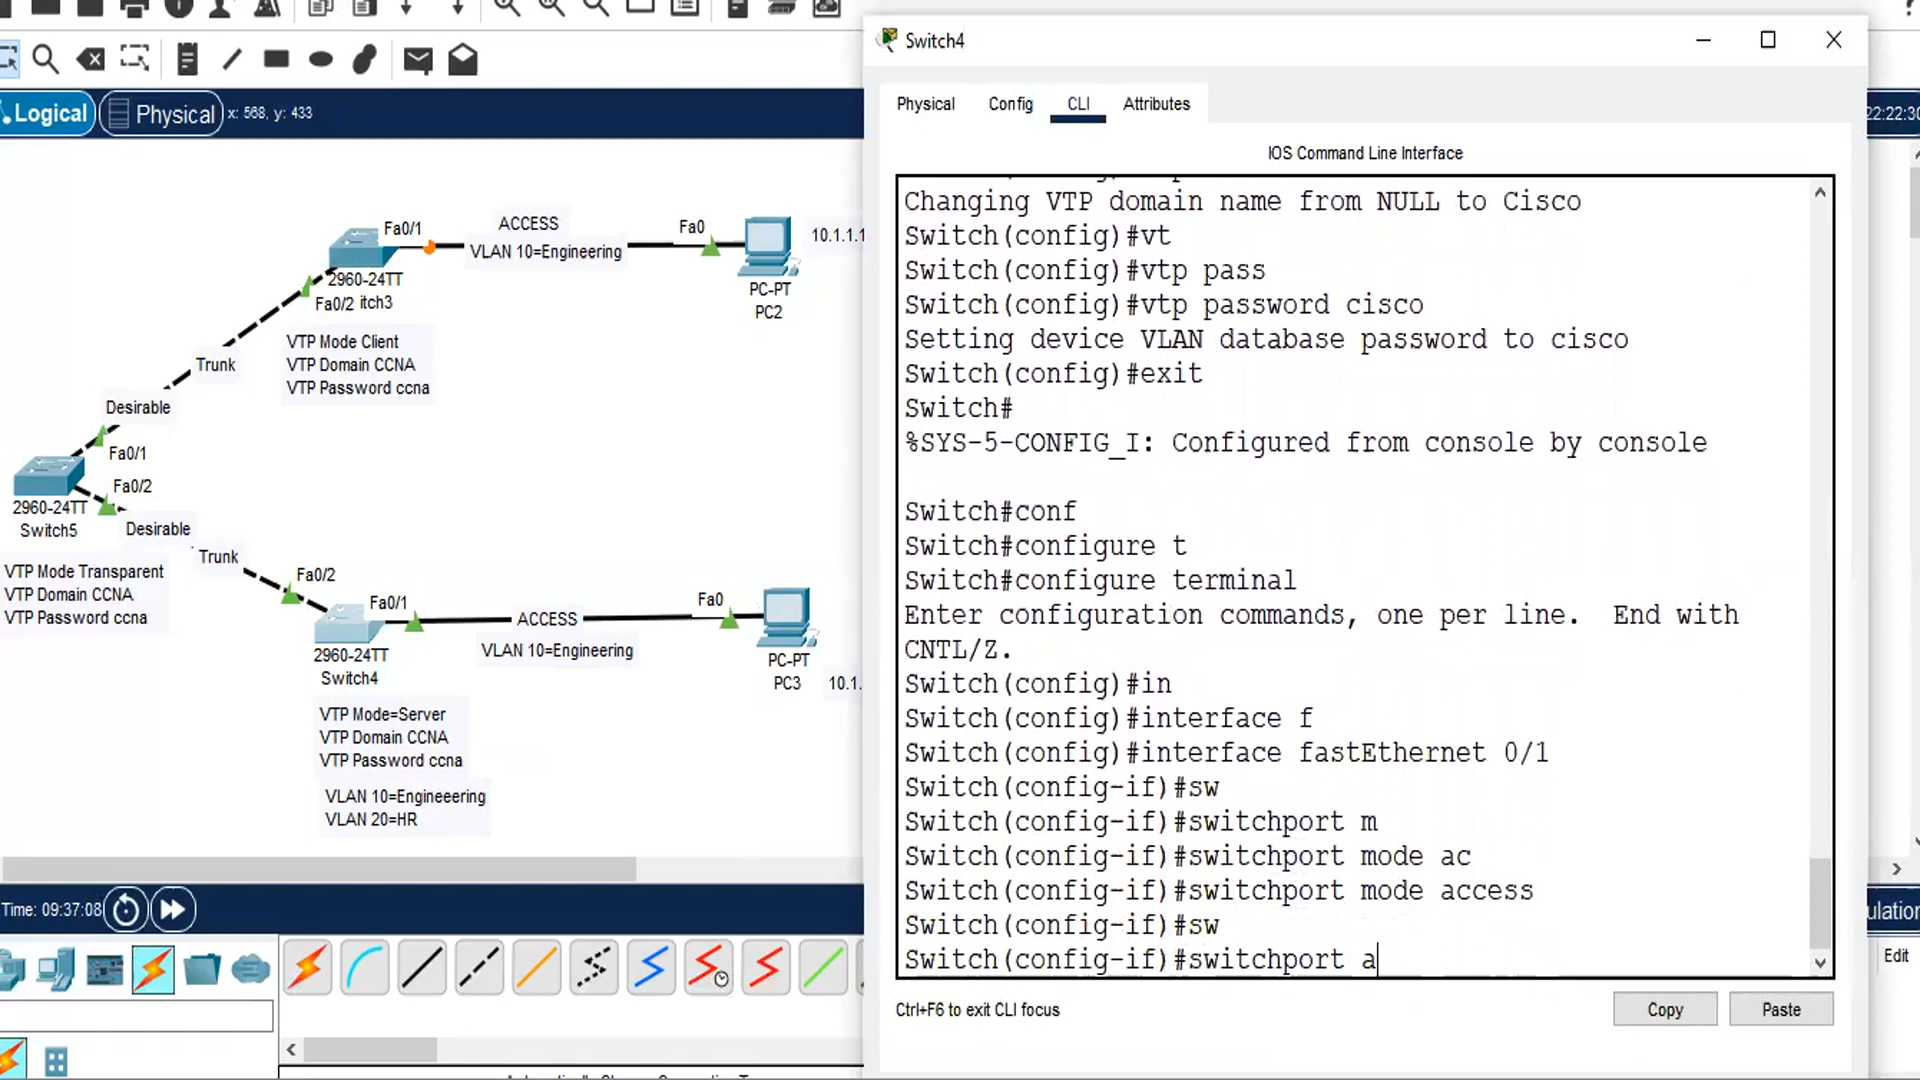 Logical
Physical
x: 568, y: 433
Fa0/1
ACCESS
VLAN 10=Engineering
Fa0
10.1.1.1
2960-24TT
Fa0/2
itch3
PC-PT
PC2
VTP Mode Client
VTP Domain CCNA
VTP Password ccna
Trunk
Desirable
Fa0/1
Fa0/2
2960-24TT
Switch5
Desirable
Trunk
VTP Mode Transparent
VTP Domain CCNA
VTP Password ccna
Fa0/2
Fa0/1
ACCESS
VLAN 10=Engineering
Fa0
2960-24TT
Switch4
PC-PT
PC3
10.1.
VTP Mode=Server
VTP Domain CCNA
VTP Password ccna
VLAN 10=Engineeering
VLAN 20=HR
Time: 09:37:08
Switch4
Physical
Config
CLI
Attributes
IOS Command Line Interface
Changing VTP domain name from NULL to Cisco
Switch(config)#vt
Switch(config)#vtp pass
Switch(config)#vtp password cisco
Setting device VLAN database password to cisco
Switch(config)#exit
Switch#
%SYS-5-CONFIG_I: Configured from console by console
Switch#conf
Switch#configure t
Switch#configure terminal
Enter configuration commands, one per line. End with
CNTL/Z.
Switch(config)#in
Switch(config)#interface f
Switch(config)#interface fastEthernet 0/1
Switch(config-if)#sw
Switch(config-if)#switchport m
Switch(config-if)#switchport mode ac
Switch(config-if)#switchport mode access
Switch(config-if)#sw
Switch(config-if)#switchport a
Ctrl+F6 to exit CLI focus
Copy
Paste
22:22:30
ulation
Edit